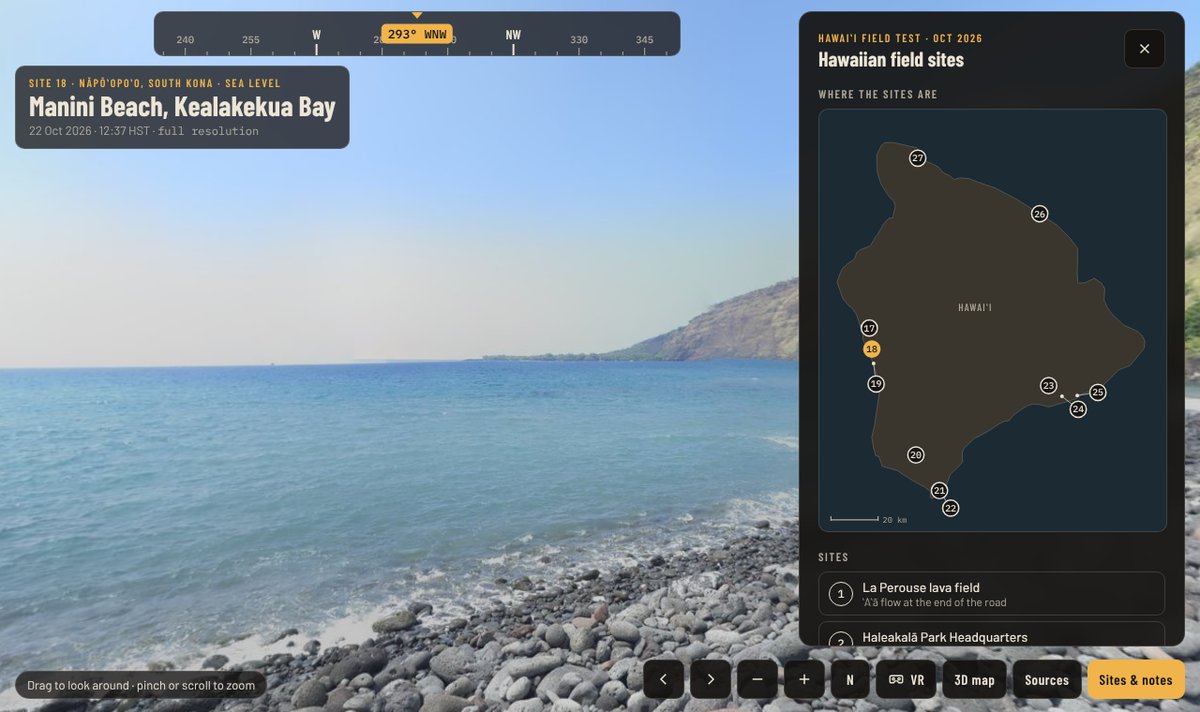 240 255 W 293° WNW NW 330 345
SITE 18 · NĀPŌʻOPOʻO, SOUTH KONA · SEA LEVEL
Manini Beach, Kealakekua Bay
22 Oct 2026 · 12:37 HST · full resolution
HAWAIʻI FIELD TEST · OCT 2026
Hawaiian field sites
WHERE THE SITES ARE
27
26
HAWAIʻI
17
18
19
23
25
24
20
21
22
20 km
SITES
1 La Perouse lava field
ʻAʻā flow at the end of the road
2 Haleakalā Park Headquarters
Drag to look around · pinch or scroll to zoom
N VR 3D map Sources Sites & notes